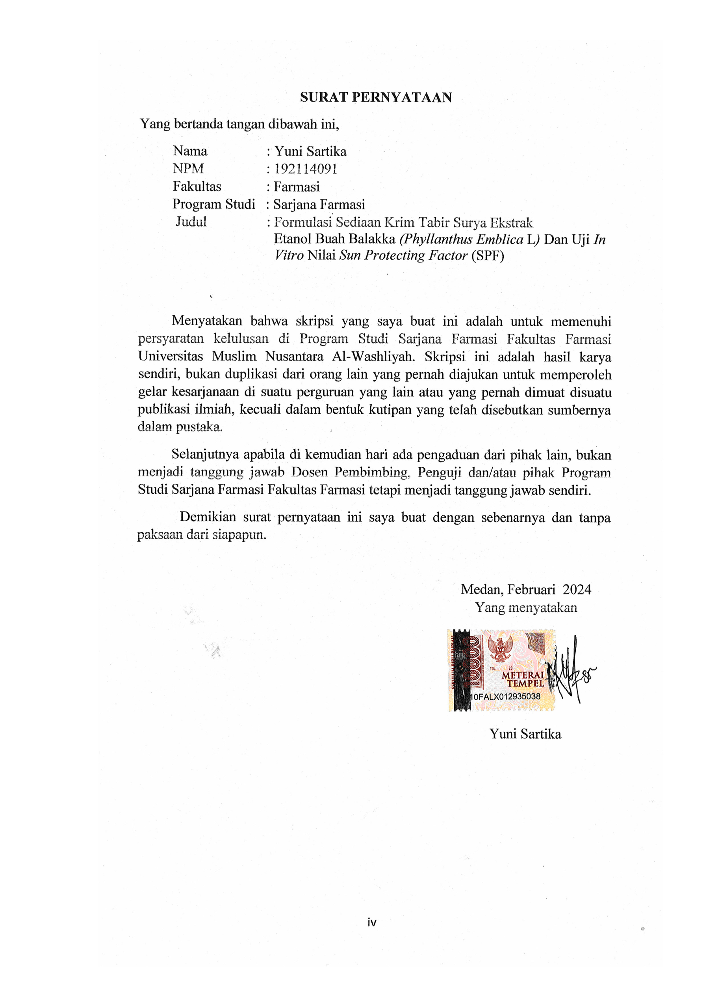 SURAT PERNYATAAN
Yang bertanda tangan dibawah ini,
Nama : Yuni Sartika
NPM : 192114091
Fakultas : Farmasi
Program Studi : Sarjana Farmasi
Judul : Formulasi Sediaan Krim Tabir Surya Ekstrak
Etanol Buah Balakka (Phyllanthus Emblica L) Dan Uji In
Vitro Nilai Sun Protecting Factor (SPF)
Menyatakan bahwa skripsi yang saya buat ini adalah untuk memenuhi
persyaratan kelulusan di Program Studi Sarjana Farmasi Fakultas Farmasi
Universitas Muslim Nusantara Al-Washliyah. Skripsi ini adalah hasil karya
sendiri, bukan duplikasi dari orang lain yang pernah diajukan untuk memperoleh
gelar kesarjanaan di suatu perguruan yang lain atau yang pernah dimuat disuatu
publikasi ilmiah, kecuali dalam bentuk kutipan yang telah disebutkan sumbernya
dalam pustaka.
Selanjutnya apabila di kemudian hari ada pengaduan dari pihak lain, bukan
menjadi tanggung jawab Dosen Pembimbing, Penguji dan/atau pihak Program
Studi Sarjana Farmasi Fakultas Farmasi tetapi menjadi tanggung jawab sendiri.
Demikian surat pernyataan ini saya buat dengan sebenarnya dan tanpa
paksaan dari siapapun.
Medan, Februari 2024
Yang menyatakan
10000
TGL. 20
METERAI
TEMPEL
10FALX012935038
Yuni Sartika
iv